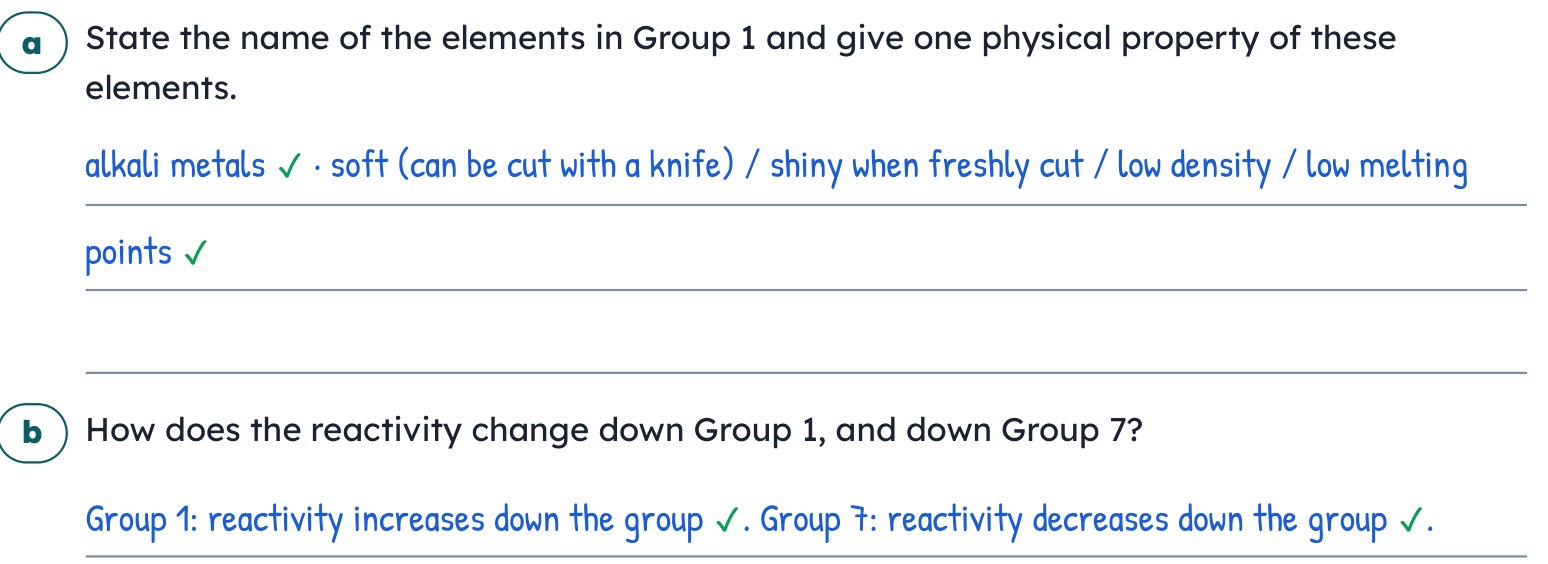 a State the name of the elements in Group 1 and give one physical property of these
elements.
alkali metals ✓ · soft (can be cut with a knife) / shiny when freshly cut / low density / low melting
points ✓
b How does the reactivity change down Group 1, and down Group 7?
Group 1: reactivity increases down the group ✓. Group 7: reactivity decreases down the group ✓.